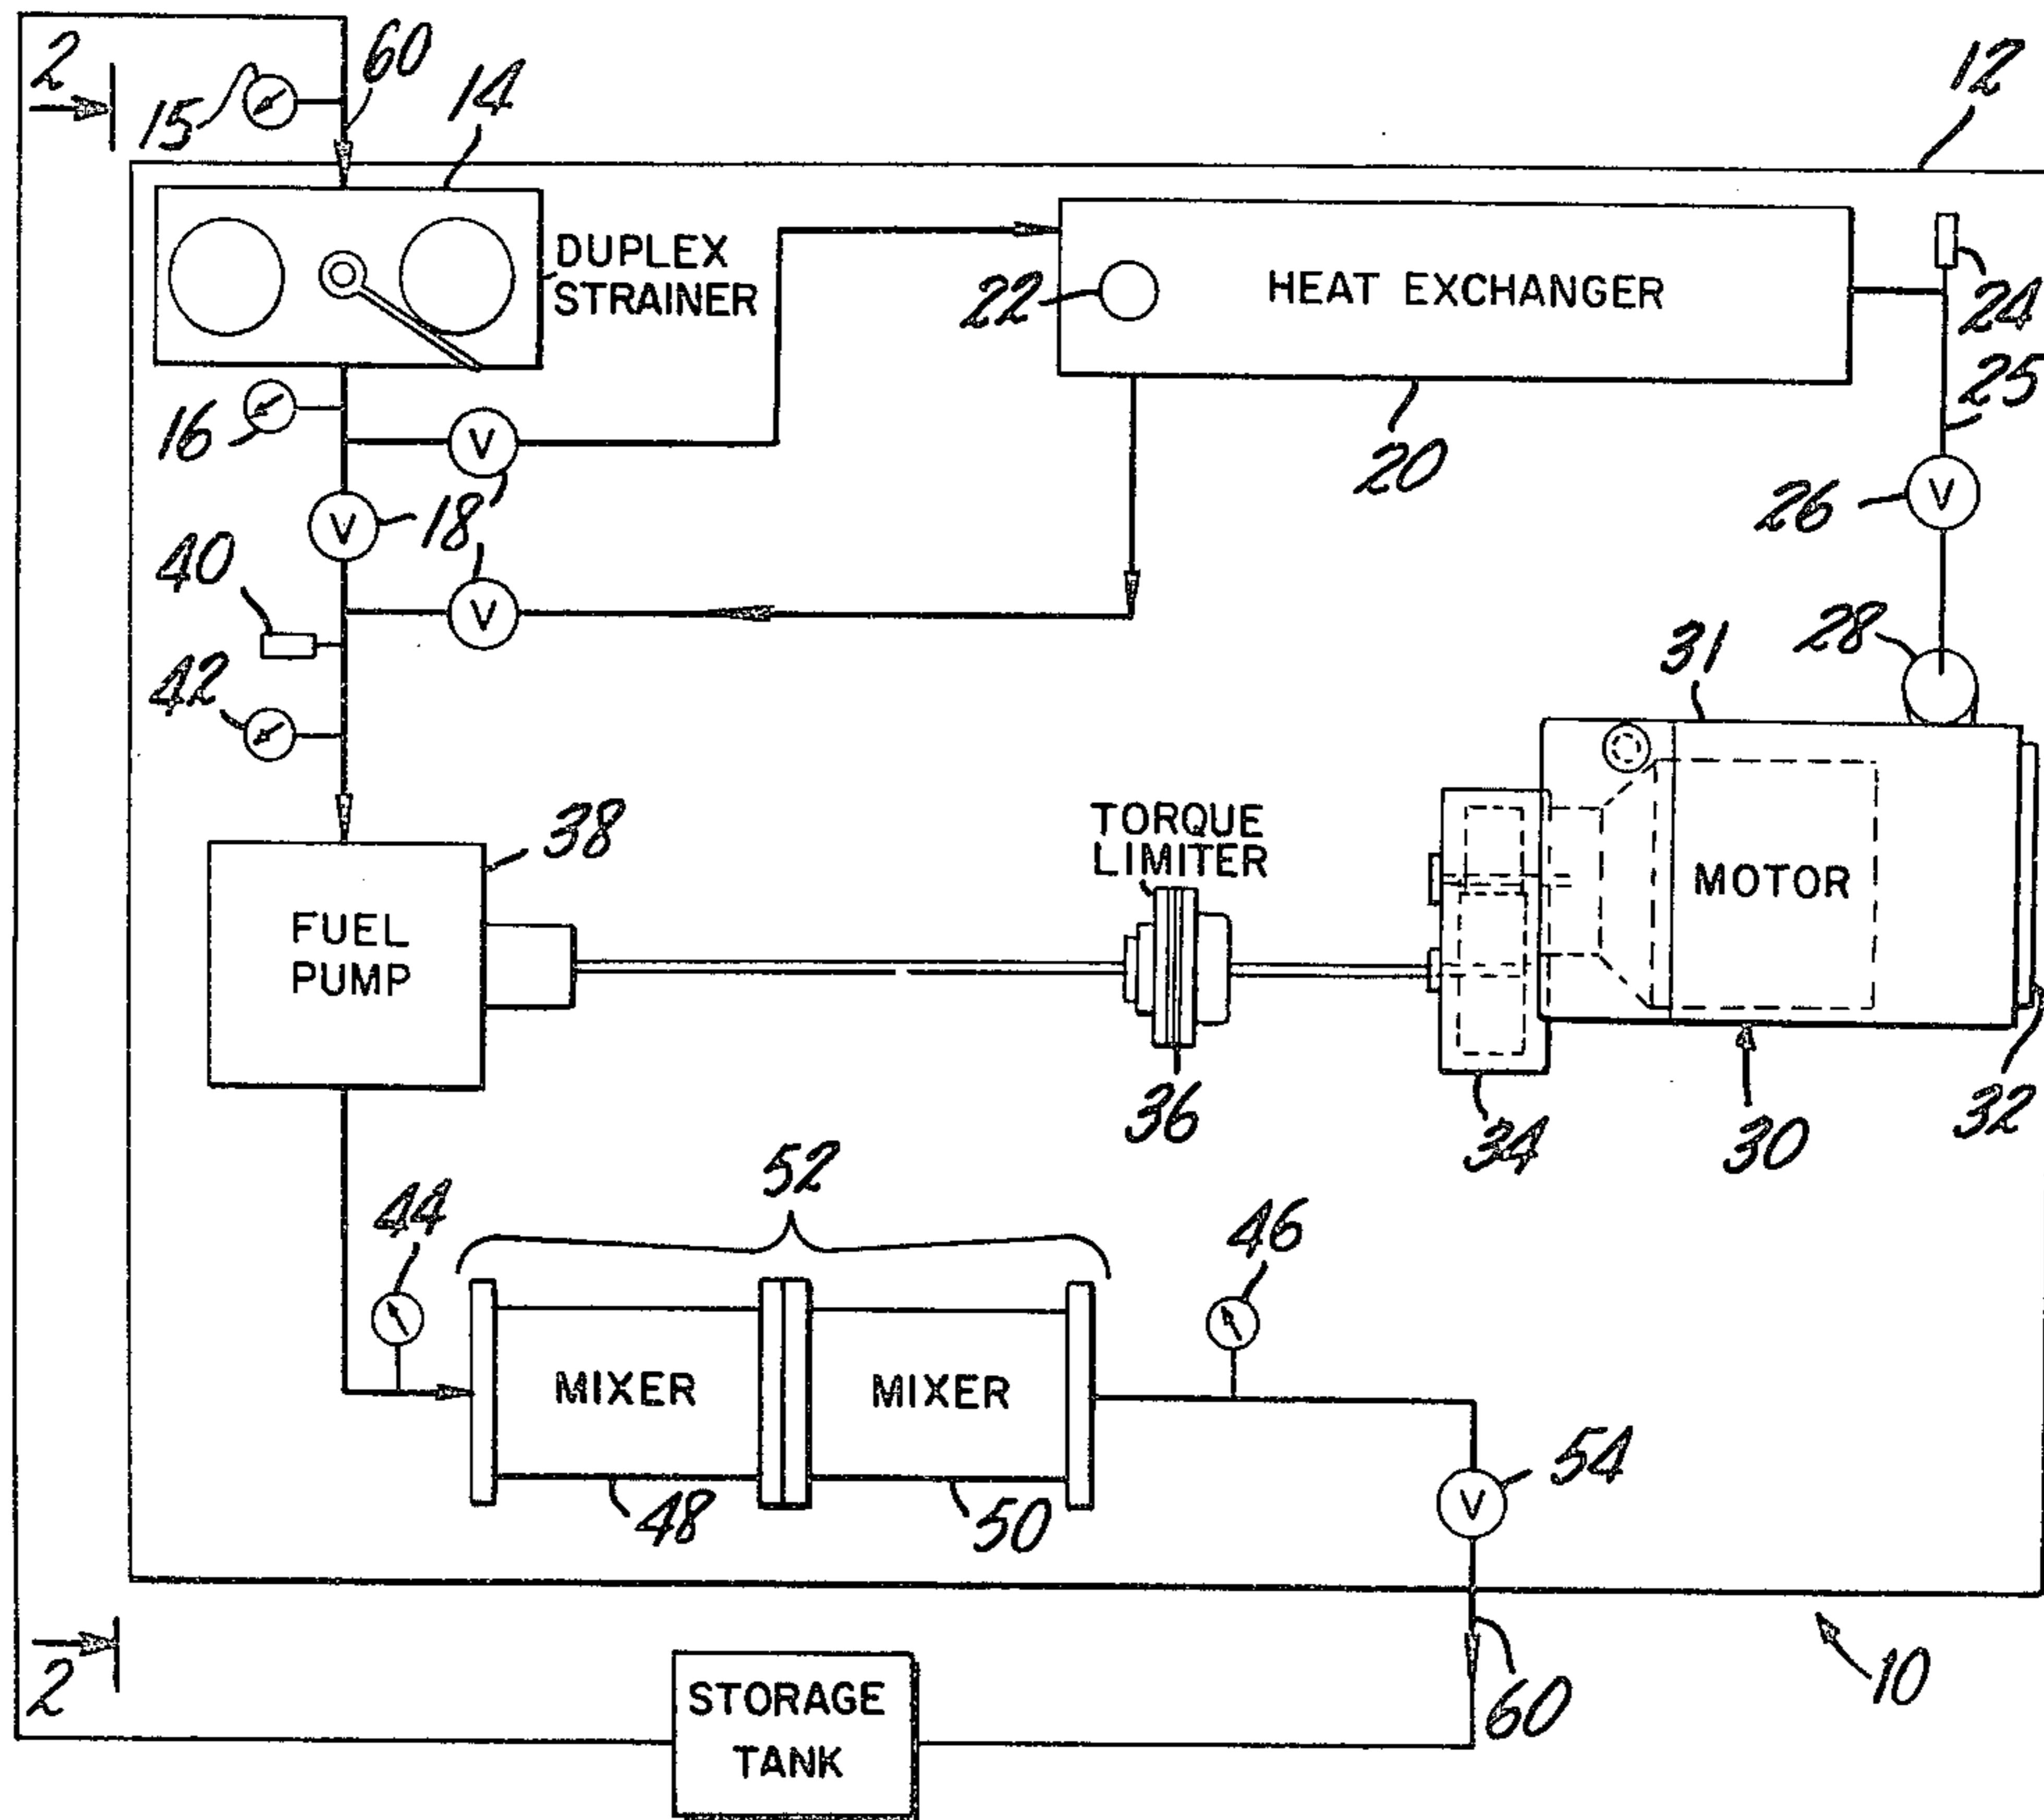 2
60
14
12
15
DUPLEX
STRAINER
22
HEAT EXCHANGER
24
25
16
V
20
26
V
V
18
40
V
28
42
31
38
TORQUE
LIMITER
MOTOR
FUEL
PUMP
36
34
30
32
52
44
46
MIXER
MIXER
48
50
54
V
2
60
10
STORAGE
TANK